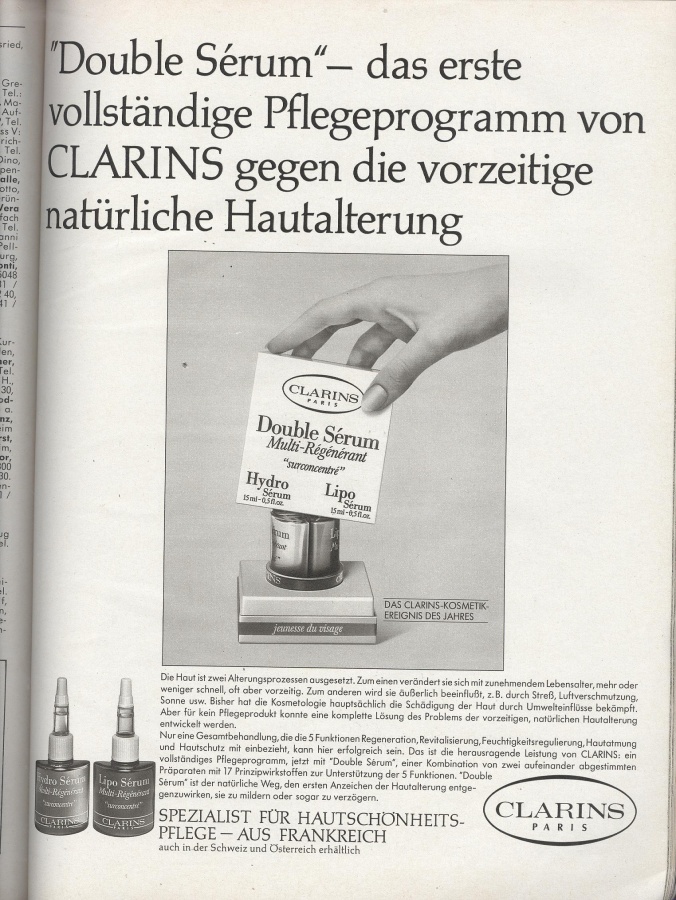 "Double Sérum“– das erste
vollständige Pflegeprogramm von
CLARINS gegen die vorzeitige
natürliche Hautalterung
CLARINS
PARIS
Double Sérum
Multi-Régénérant
“surconcentré”
Hydro
Sérum
15 ml - 0,5 fl.oz.
Lipo
Sérum
15 ml - 0,5 fl.oz.
jeunesse du visage
DAS CLARINS-KOSMETIK-
EREIGNIS DES JAHRES
Die Haut ist zwei Alterungsprozessen ausgesetzt. Zum einen verändert sie sich mit zunehmendem Lebensalter, mehr oder
weniger schnell, oft aber vorzeitig. Zum anderen wird sie äußerlich beeinflußt, z.B. durch Streß, Luftverschmutzung,
Sonne usw. Bisher hat die Kosmetologie hauptsächlich die Schädigung der Haut durch Umwelteinflüsse bekämpft.
Aber für kein Pflegeprodukt konnte eine komplette Lösung des Problems der vorzeitigen, natürlichen Hautalterung
entwickelt werden.
Nur eine Gesamtbehandlung, die die 5 Funktionen Regeneration, Revitalisierung, Feuchtigkeitsregulierung, Hautatmung
und Hautschutz mit einbezieht, kann hier erfolgreich sein. Das ist die herausragende Leistung von CLARINS: ein
vollständiges Pflegeprogramm, jetzt mit "Double Sérum", einer Kombination von zwei aufeinander abgestimmten
Präparaten mit 17 Prinzipwirkstoffen zur Unterstützung der 5 Funktionen. "Double
Sérum" ist der natürliche Weg, den ersten Anzeichen der Hautalterung entge-
genzuwirken, sie zu mildern oder sogar zu verzögern.
Hydro Sérum
Multi-Régénérant
“surconcentré”
CLARINS
Lipo Sérum
Multi-Régénérant
“surconcentré”
CLARINS
SPEZIALIST FÜR HAUTSCHÖNHEITS-
PFLEGE — AUS FRANKREICH
auch in der Schweiz und Österreich erhältlich
CLARINS
PARIS